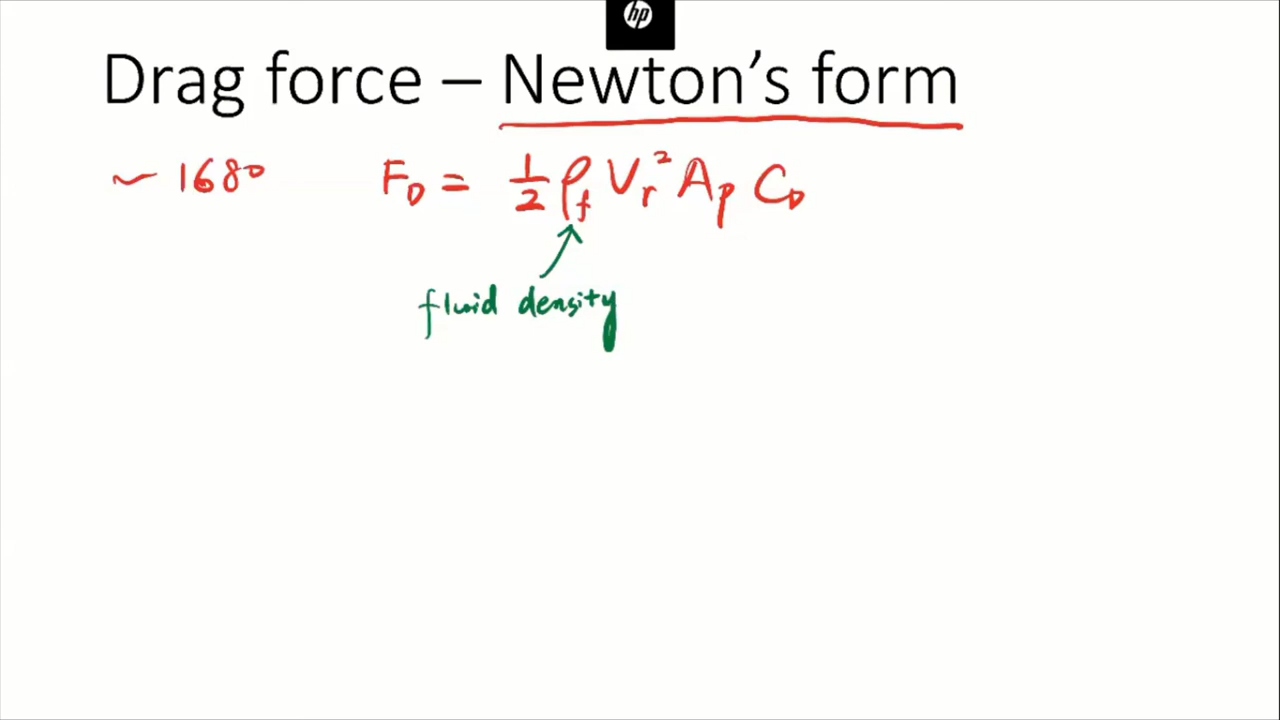 hp
Drag force – Newton's form
~ 1680 F_D = 1/2 ρ_f V_r² A_p C_D
fluid density